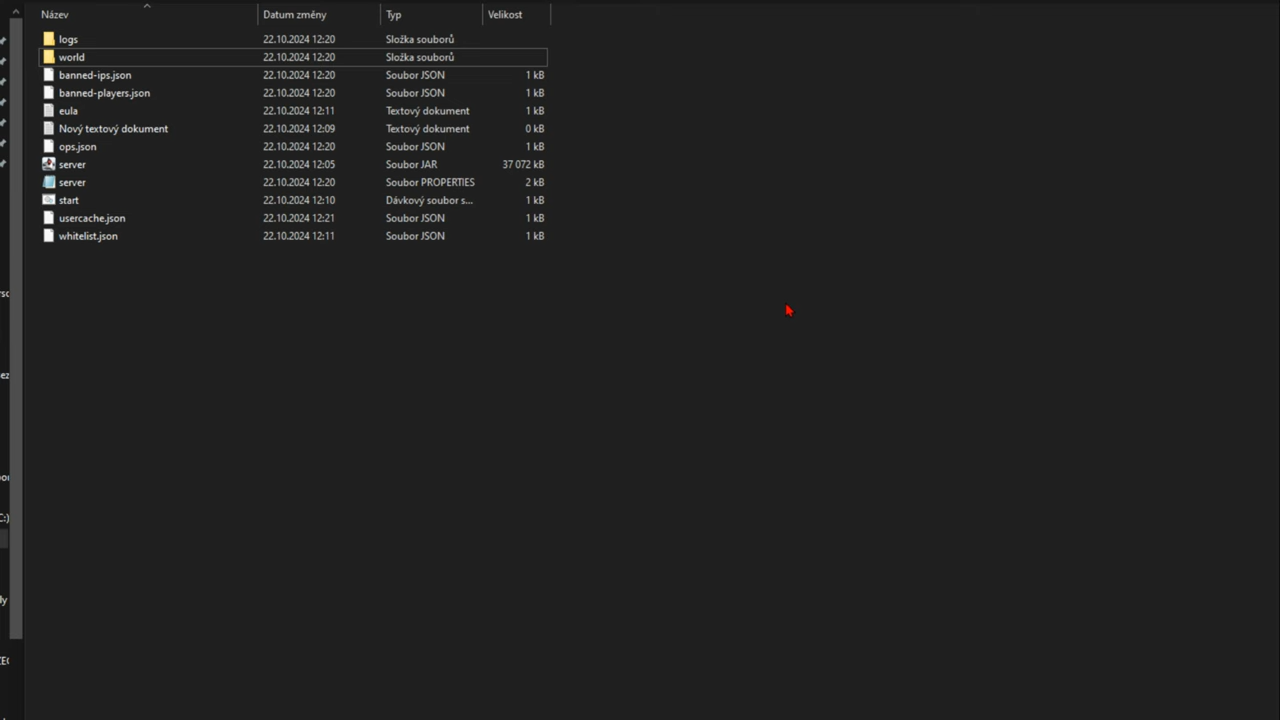 Název Datum změny Typ Velikost
logs 22.10.2024 12:20 Složka souborů
world 22.10.2024 12:20 Složka souborů
banned-ips.json 22.10.2024 12:20 Soubor JSON 1 kB
banned-players.json 22.10.2024 12:20 Soubor JSON 1 kB
eula 22.10.2024 12:11 Textový dokument 1 kB
Nový textový dokument 22.10.2024 12:09 Textový dokument 0 kB
ops.json 22.10.2024 12:20 Soubor JSON 1 kB
server 22.10.2024 12:05 Soubor JAR 37 072 kB
server 22.10.2024 12:20 Soubor PROPERTIES 2 kB
start 22.10.2024 12:10 Dávkový soubor s... 1 kB
usercache.json 22.10.2024 12:21 Soubor JSON 1 kB
whitelist.json 22.10.2024 12:11 Soubor JSON 1 kB
C:)